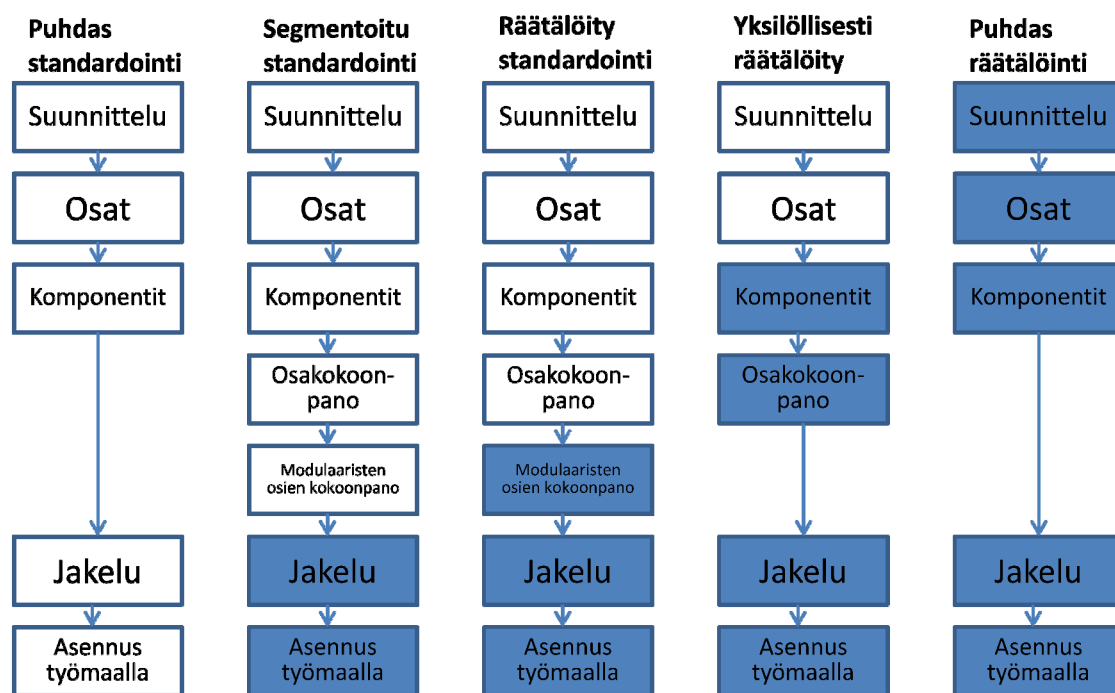 Puhdas
standardointi
Suunnittelu
Osat
Komponentit
Jakelu
Asennus
työmaalla
Segmentoitu
standardointi
Suunnittelu
Osat
Komponentit
Osakokoon-
pano
Modulaaristen
osien kokoonpano
Jakelu
Asennus
työmaalla
Räätälöity
standardointi
Suunnittelu
Osat
Komponentit
Osakokoon-
pano
Modulaaristen
osien kokoonpano
Jakelu
Asennus
työmaalla
Yksilöllisesti
räätälöity
Suunnittelu
Osat
Komponentit
Osakokoon-
pano
Jakelu
Asennus
työmaalla
Puhdas
räätälöinti
Suunnittelu
Osat
Komponentit
Jakelu
Asennus
työmaalla